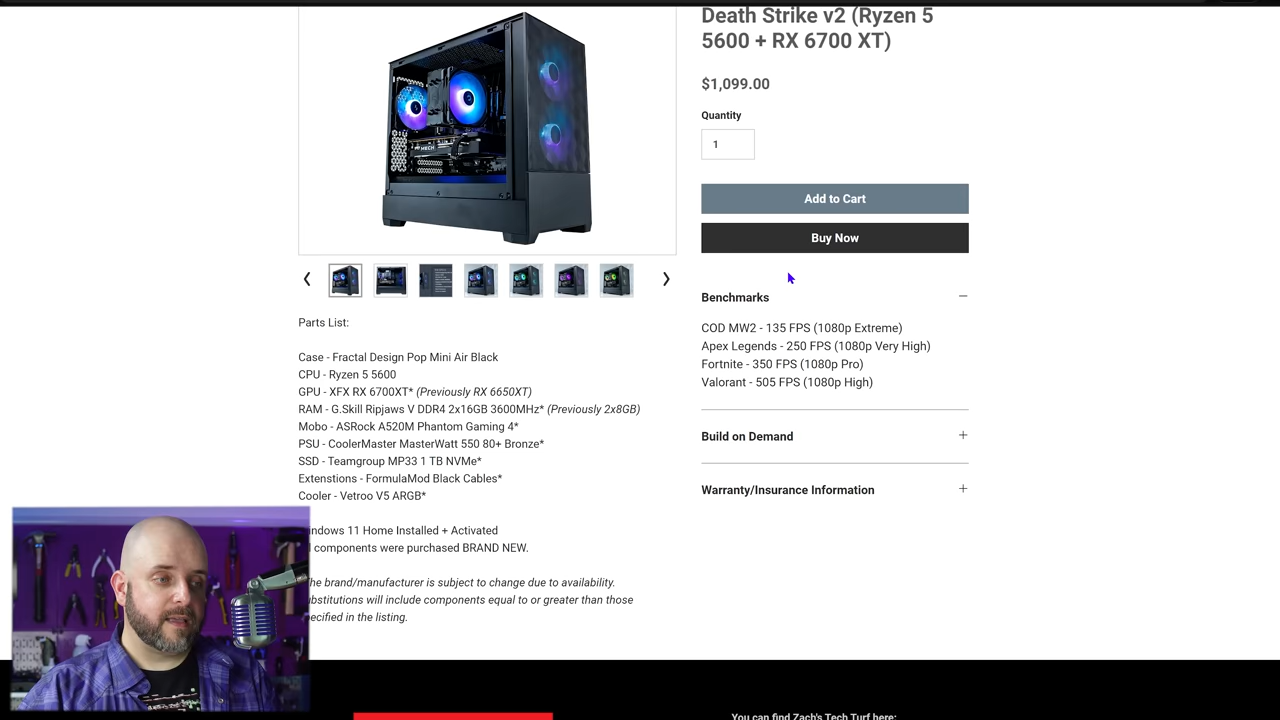 Death Strike v2 (Ryzen 5
5600 + RX 6700 XT)
$1,099.00
Quantity
1
Add to Cart
Buy Now
Benchmarks
COD MW2 - 135 FPS (1080p Extreme)
Apex Legends - 250 FPS (1080p Very High)
Fortnite - 350 FPS (1080p Pro)
Valorant - 505 FPS (1080p High)
Build on Demand
Warranty/Insurance Information
MECH
Parts List:
Case - Fractal Design Pop Mini Air Black
CPU - Ryzen 5 5600
GPU - XFX RX 6700XT* (Previously RX 6650XT)
RAM - G.Skill Ripjaws V DDR4 2x16GB 3600MHz* (Previously 2x8GB)
Mobo - ASRock A520M Phantom Gaming 4*
PSU - CoolerMaster MasterWatt 550 80+ Bronze*
SSD - Teamgroup MP33 1 TB NVMe*
Extenstions - FormulaMod Black Cables*
Cooler - Vetroo V5 ARGB*
ndows 11 Home Installed + Activated
components were purchased BRAND NEW.
he brand/manufacturer is subject to change due to availability.
bstitutions will include components equal to or greater than those
ecified in the listing.
You can find Zach's Tech Turf here: